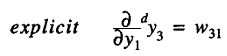 explicit ∂/∂y₁ ᵈy₃ = w₃₁